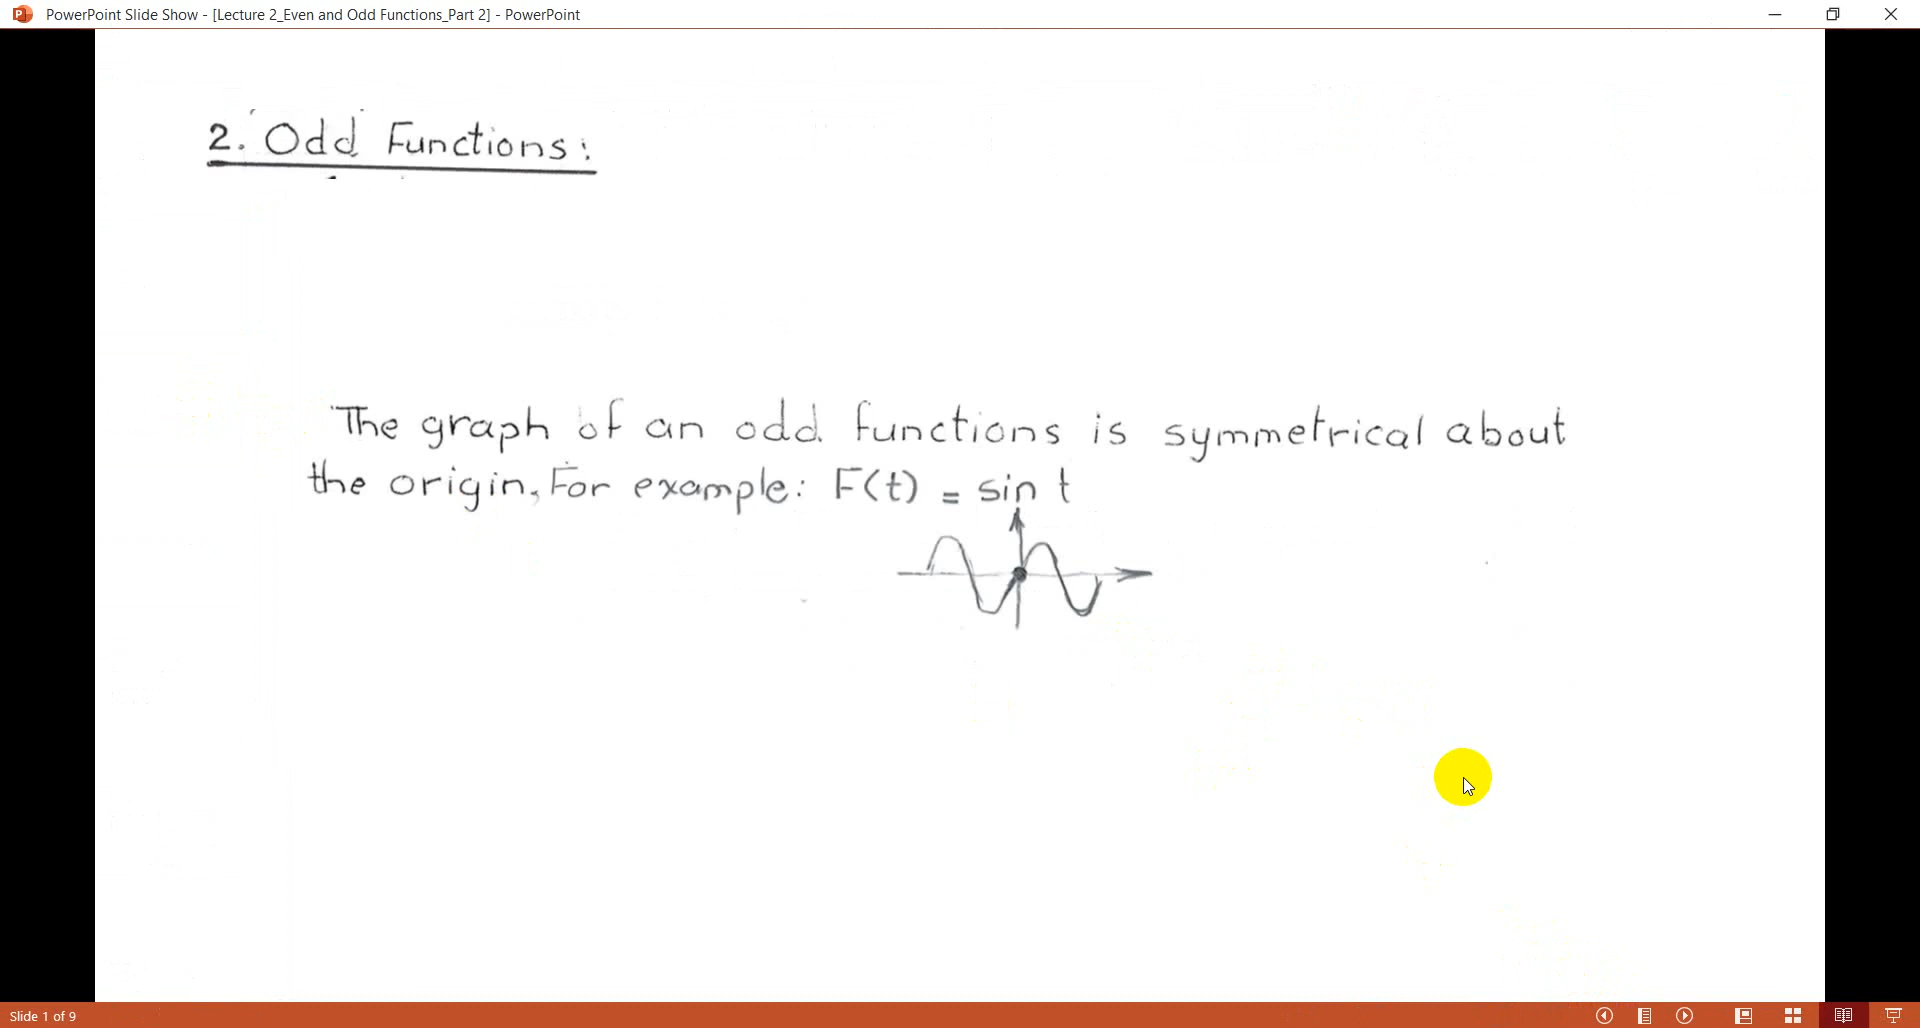 PowerPoint Slide Show - [Lecture 2_Even and Odd Functions_Part 2] - PowerPoint
2. Odd Functions:
The graph of an odd functions is symmetrical about
the origin. For example: F(t) = sin t
Slide 1 of 9